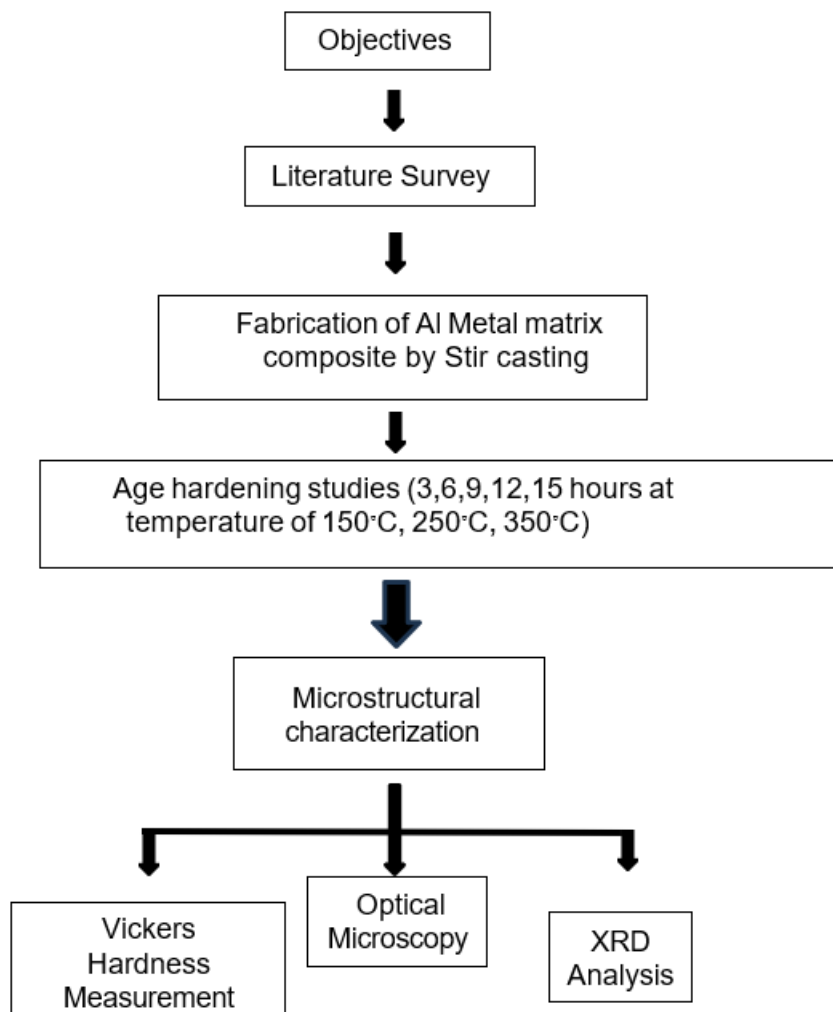 Objectives
Literature Survey
Fabrication of Al Metal matrix
composite by Stir casting
Age hardening studies (3,6,9,12,15 hours at
temperature of 150°C, 250°C, 350°C)
Microstructural
characterization
Vickers
Hardness
Measurement
Optical
Microscopy
XRD
Analysis